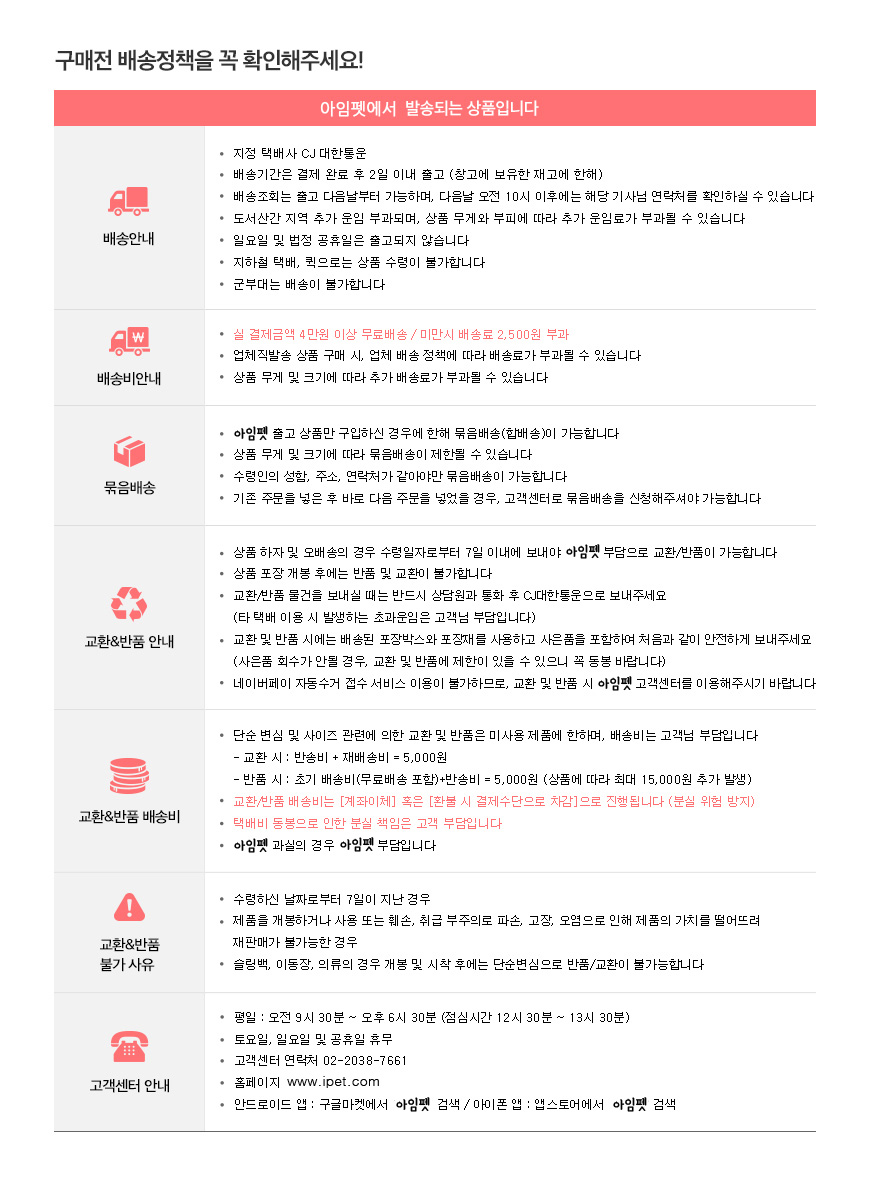 구매전 배송정책을 꼭 확인해주세요!
아임펫에서 발송되는 상품입니다
배송안내
지정 택배사 CJ 대한통운
배송기간은 결제 완료 후 2일 이내 출고 (창고에 보유한 재고에 한해)
배송조회는 출고 다음날부터 가능하며, 다음날 오전 10시 이후에는 해당 기사님 연락처를 확인하실 수 있습니다
도서산간 지역 추가 운임 부과되며, 상품 무게와 부피에 따라 추가 운임료가 부과될 수 있습니다
일요일 및 법정 공휴일은 출고되지 않습니다
지하철 택배, 퀵으로는 상품 수령이 불가합니다
군부대는 배송이 불가합니다
₩
배송비안내
실 결제금액 4만원 이상 무료배송 / 미만시 배송료 2,500원 부과
업체직발송 상품 구매 시, 업체 배송 정책에 따라 배송료가 부과될 수 있습니다
상품 무게 및 크기에 따라 추가 배송료가 부과될 수 있습니다
묶음배송
아임펫 출고 상품만 구입하신 경우에 한해 묶음배송(합배송)이 가능합니다
상품 무게 및 크기에 따라 묶음배송이 제한될 수 있습니다
수령인의 성함, 주소, 연락처가 같아야만 묶음배송이 가능합니다
기존 주문을 넣은 후 바로 다음 주문을 넣었을 경우, 고객센터로 묶음배송을 신청해주셔야 가능합니다
교환&반품 안내
상품 하자 및 오배송의 경우 수령일자로부터 7일 이내에 보내야 아임펫 부담으로 교환/반품이 가능합니다
상품 포장 개봉 후에는 반품 및 교환이 불가합니다
교환/반품 물건을 보내실 때는 반드시 상담원과 통화 후 CJ대한통운으로 보내주세요
(타 택배 이용 시 발생하는 초과운임은 고객님 부담입니다)
교환 및 반품 시에는 배송된 포장박스와 포장재를 사용하고 사은품을 포함하여 처음과 같이 안전하게 보내주세요
(사은품 회수가 안될 경우, 교환 및 반품에 제한이 있을 수 있으니 꼭 동봉 바랍니다)
네이버페이 자동수거 접수 서비스 이용이 불가하므로, 교환 및 반품 시 아임펫 고객센터를 이용해주시기 바랍니다
교환&반품 배송비
단순 변심 및 사이즈 관련에 의한 교환 및 반품은 미사용 제품에 한하며, 배송비는 고객님 부담입니다
- 교환 시 : 반송비 + 재배송비 = 5,000원
- 반품 시 : 초기 배송비(무료배송 포함)+반송비 = 5,000원 (상품에 따라 최대 15,000원 추가 발생)
교환/반품 배송비는 [계좌이체] 혹은 [환불 시 결제수단으로 차감]으로 진행됩니다 (분실 위험 방지)
택배비 동봉으로 인한 분실 책임은 고객 부담입니다
아임펫 과실의 경우 아임펫 부담입니다
교환&반품
불가 사유
수령하신 날짜로부터 7일이 지난 경우
제품을 개봉하거나 사용 또는 훼손, 취급 부주의로 파손, 고장, 오염으로 인해 제품의 가치를 떨어뜨려
재판매가 불가능한 경우
슬링백, 이동장, 의류의 경우 개봉 및 시착 후에는 단순변심으로 반품/교환이 불가능합니다
고객센터 안내
평일 : 오전 9시 30분 ~ 오후 6시 30분 (점심시간 12시 30분 ~ 13시 30분)
토요일, 일요일 및 공휴일 휴무
고객센터 연락처 02-2038-7661
홈페이지 www.ipet.com
안드로이드 앱 : 구글마켓에서 아임펫 검색 / 아이폰 앱 : 앱스토어에서 아임펫 검색